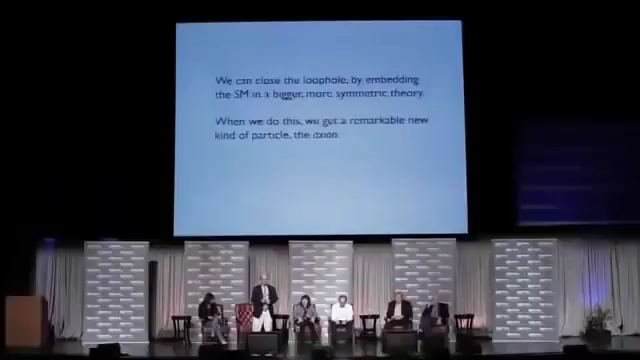 We can close the loophole, by embedding
the SM in a bigger, more symmetric theory.
When we do this, we get a remarkable new
kind of particle, the axion.